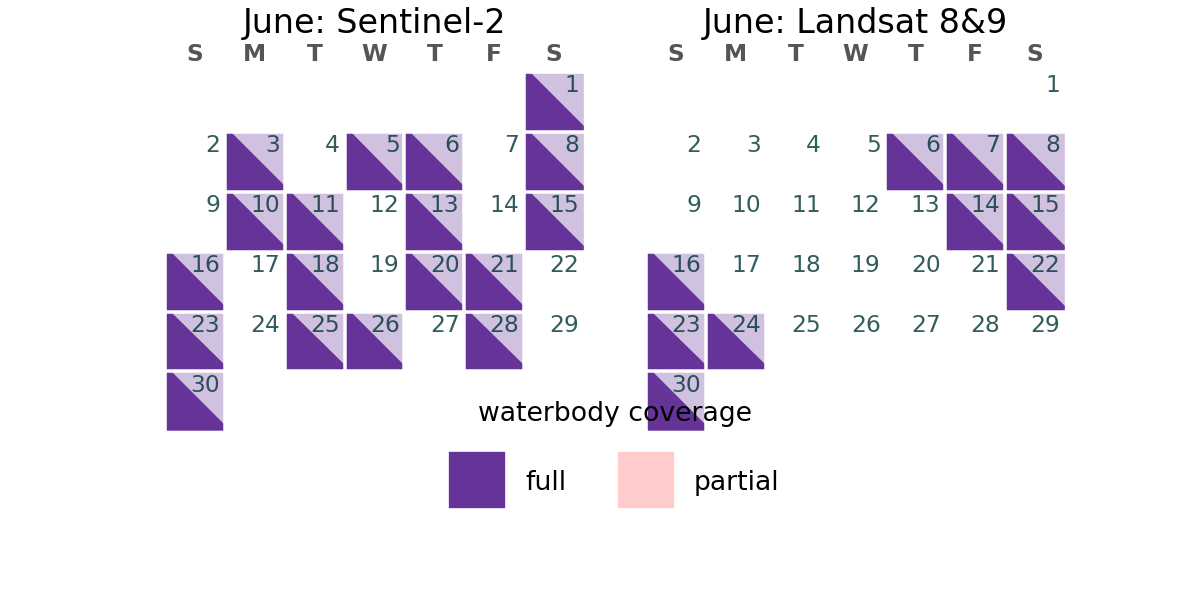 June: Sentinel-2
S M T W T F S
1
2 3 4 5 6 7 8
9 10 11 12 13 14 15
16 17 18 19 20 21 22
23 24 25 26 27 28 29
30
June: Landsat 8&9
S M T W T F S
1
2 3 4 5 6 7 8
9 10 11 12 13 14 15
16 17 18 19 20 21 22
23 24 25 26 27 28 29
30
waterbody coverage
full partial